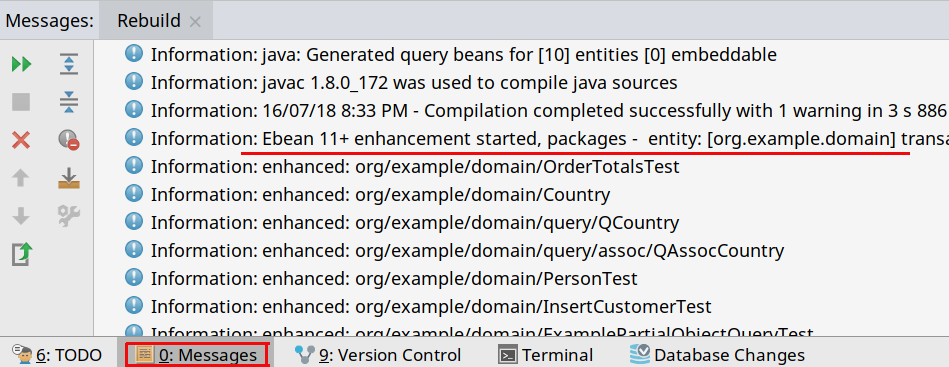 Messages: Rebuild
Information: java: Generated query beans for [10] entities [0] embeddable
Information: javac 1.8.0_172 was used to compile java sources
Information: 16/07/18 8:33 PM - Compilation completed successfully with 1 warning in 3 s 886
Information: Ebean 11+ enhancement started, packages - entity: [org.example.domain] transa
Information: enhanced: org/example/domain/OrderTotalsTest
Information: enhanced: org/example/domain/Country
Information: enhanced: org/example/domain/query/QCountry
Information: enhanced: org/example/domain/query/assoc/QAssocCountry
Information: enhanced: org/example/domain/PersonTest
Information: enhanced: org/example/domain/InsertCustomerTest
Information: enhanced: org/example/domain/ExamplePartialObjectQueryTest
6: TODO 0: Messages 9: Version Control Terminal Database Changes